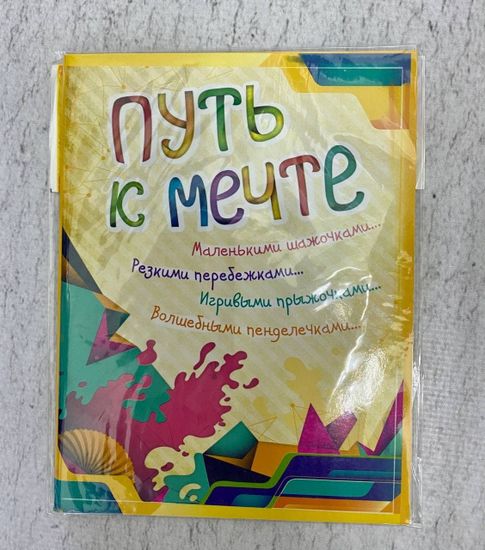 Путь
к мечте
Маленькими шажочками...
Резкими перебежками...
Игривыми прыжочками...
Волшебными пенделечками...